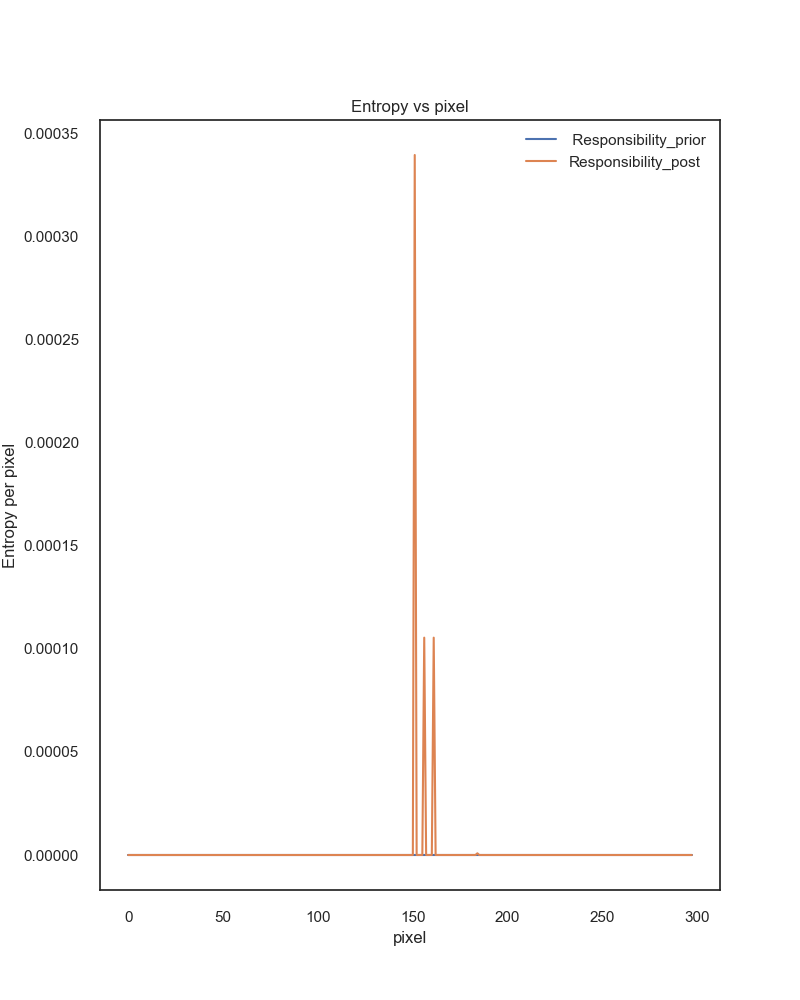 Entropy vs pixel
Responsibility_prior
Responsibility_post
0.00035
0.00030
0.00025
0.00020
0.00015
0.00010
0.00005
0.00000
Entropy per pixel
0 50 100 150 200 250 300
pixel